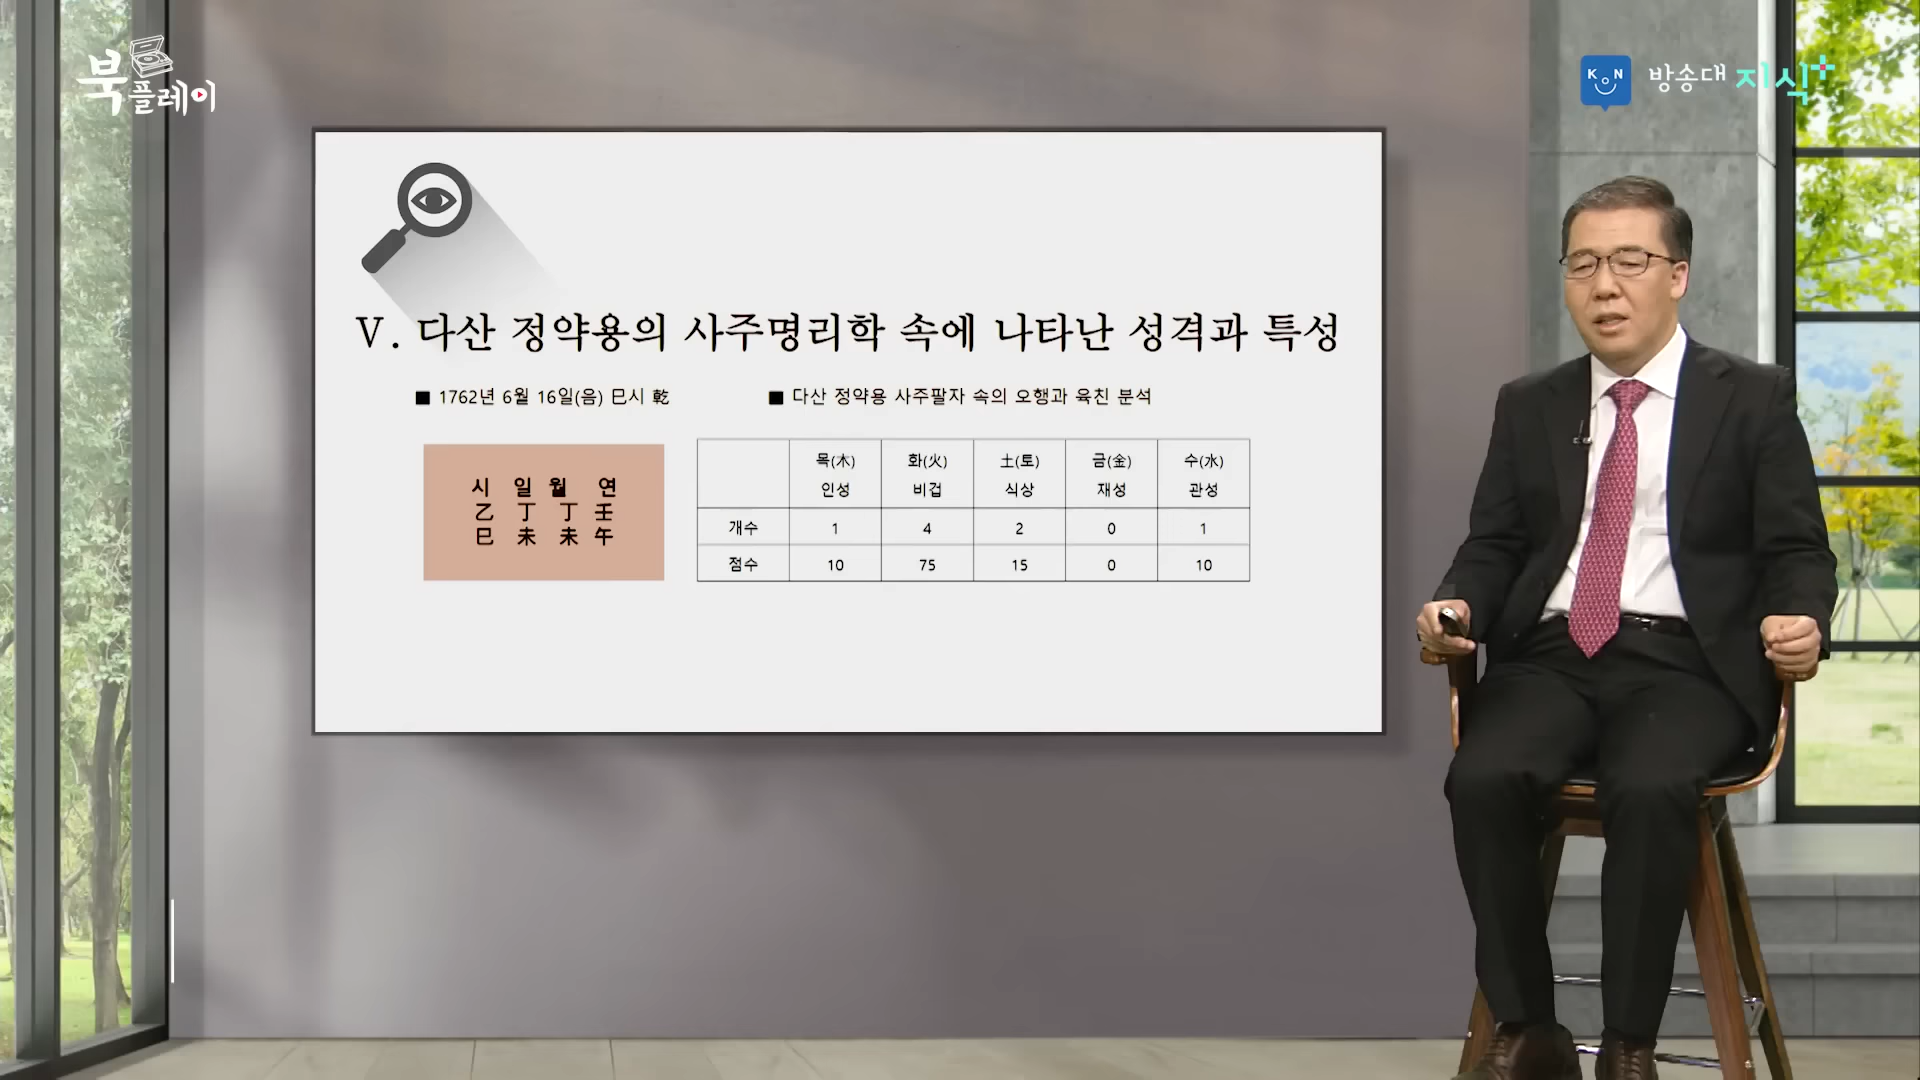 북플레이
KON 방송대 지식+
Ⅴ. 다산 정약용의 사주명리학 속에 나타난 성격과 특성
■ 1762년 6월 16일(음) 巳시 乾
시 일 월 연
乙 丁 丁 壬
巳 未 未 午
■ 다산 정약용 사주팔자 속의 오행과 육친 분석
목(木) 화(火) 土(토) 금(金) 수(水)
인성 비겁 식상 재성 관성
개수 1 4 2 0 1
점수 10 75 15 0 10